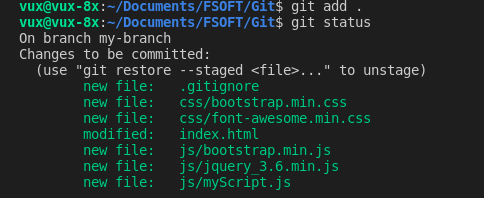 vux@vux-8x:~/Documents/FSOFT/Git$ git add .
vux@vux-8x:~/Documents/FSOFT/Git$ git status
On branch my-branch
Changes to be committed:
  (use "git restore --staged <file>..." to unstage)
        new file:   .gitignore
        new file:   css/bootstrap.min.css
        new file:   css/font-awesome.min.css
        modified:   index.html
        new file:   js/bootstrap.min.js
        new file:   js/jquery_3.6.min.js
        new file:   js/myScript.js